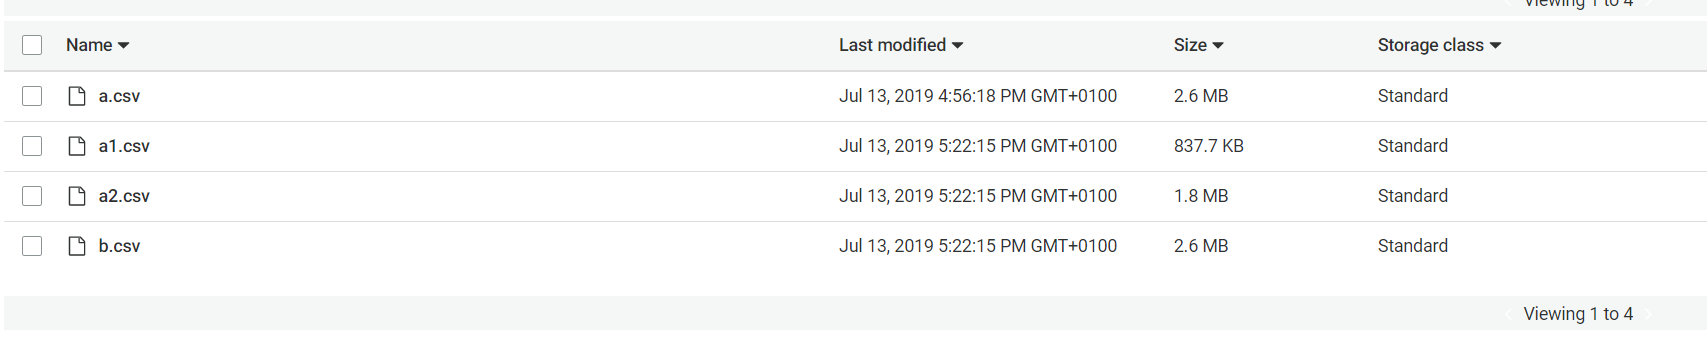 Viewing 1 to 4
Name Last modified Size Storage class
a.csv Jul 13, 2019 4:56:18 PM GMT+0100 2.6 MB Standard
a1.csv Jul 13, 2019 5:22:15 PM GMT+0100 837.7 KB Standard
a2.csv Jul 13, 2019 5:22:15 PM GMT+0100 1.8 MB Standard
b.csv Jul 13, 2019 5:22:15 PM GMT+0100 2.6 MB Standard
Viewing 1 to 4